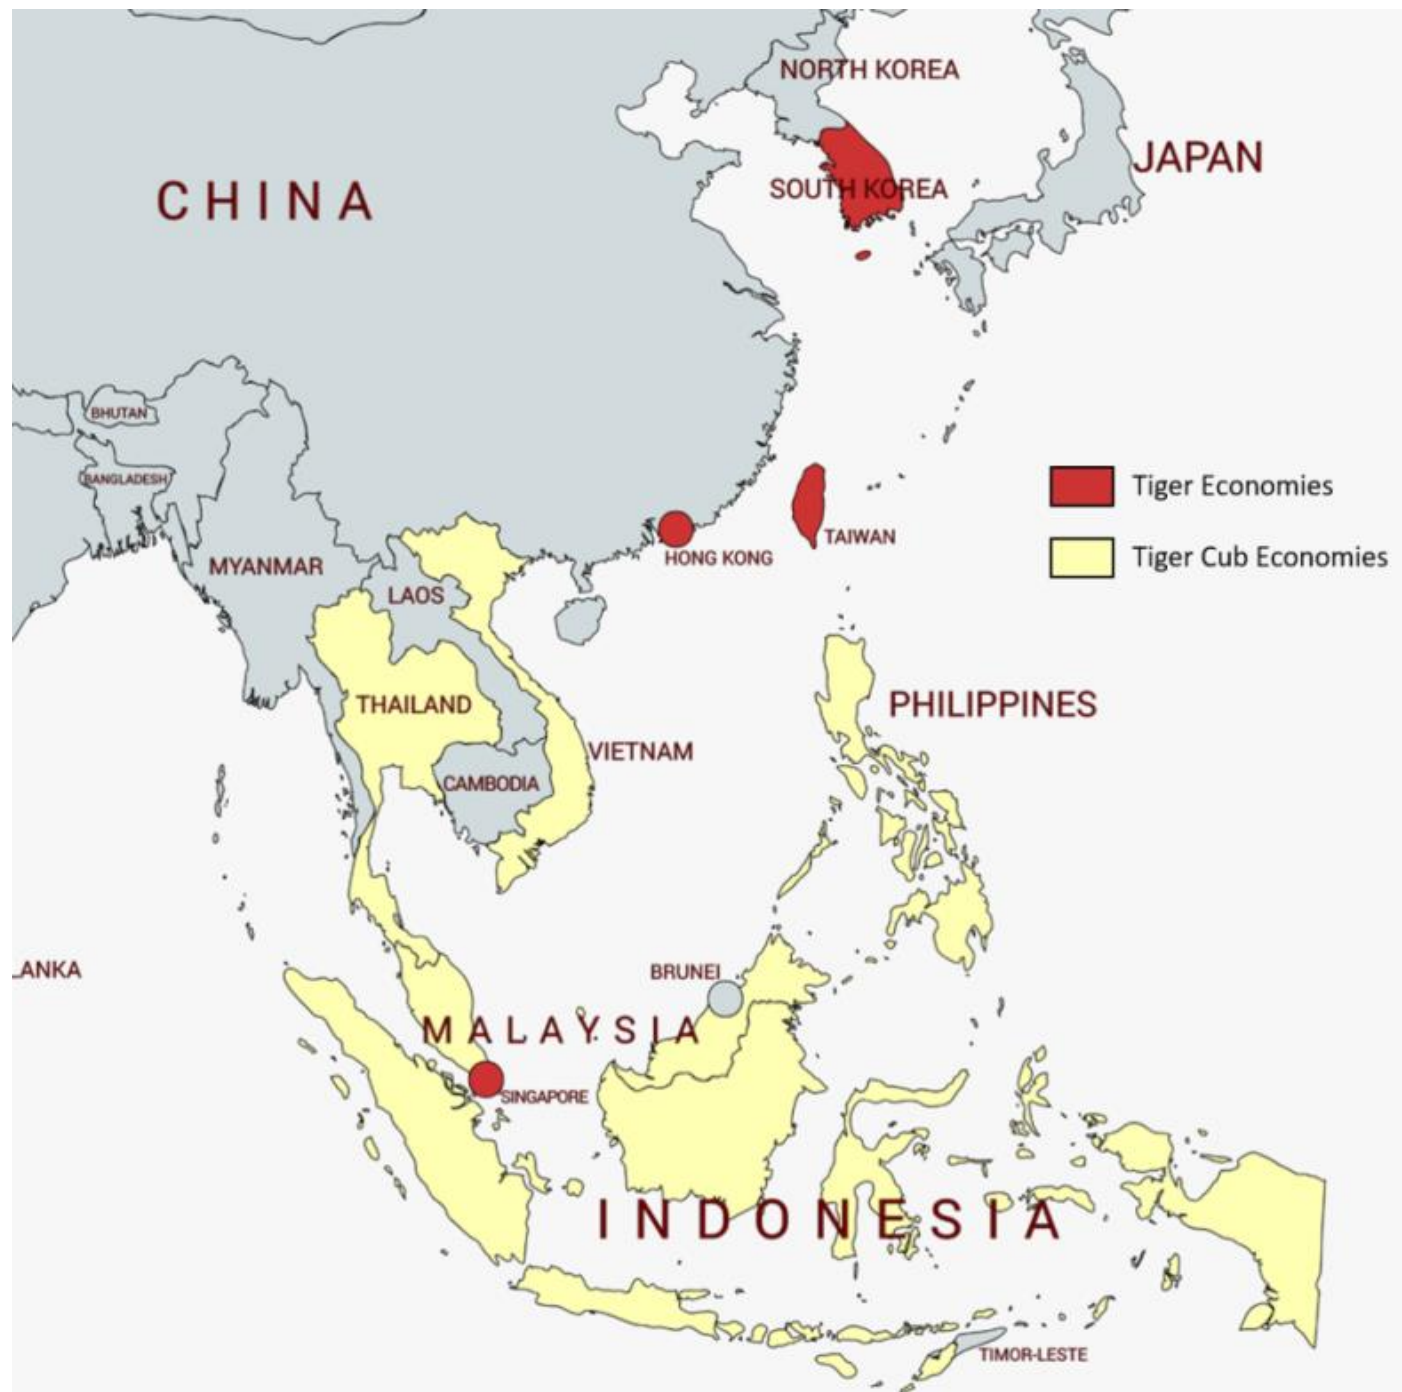 NORTH KOREA
JAPAN
CHINA
SOUTH KOREA
BHUTAN
BANGLADESH
Tiger Economies
TAIWAN
HONG KONG
Tiger Cub Economies
MYANMAR
LAOS
THAILAND
PHILIPPINES
VIETNAM
CAMBODIA
LANKA
BRUNEI
MALAYSIA
SINGAPORE
INDONESIA
TIMOR-LESTE